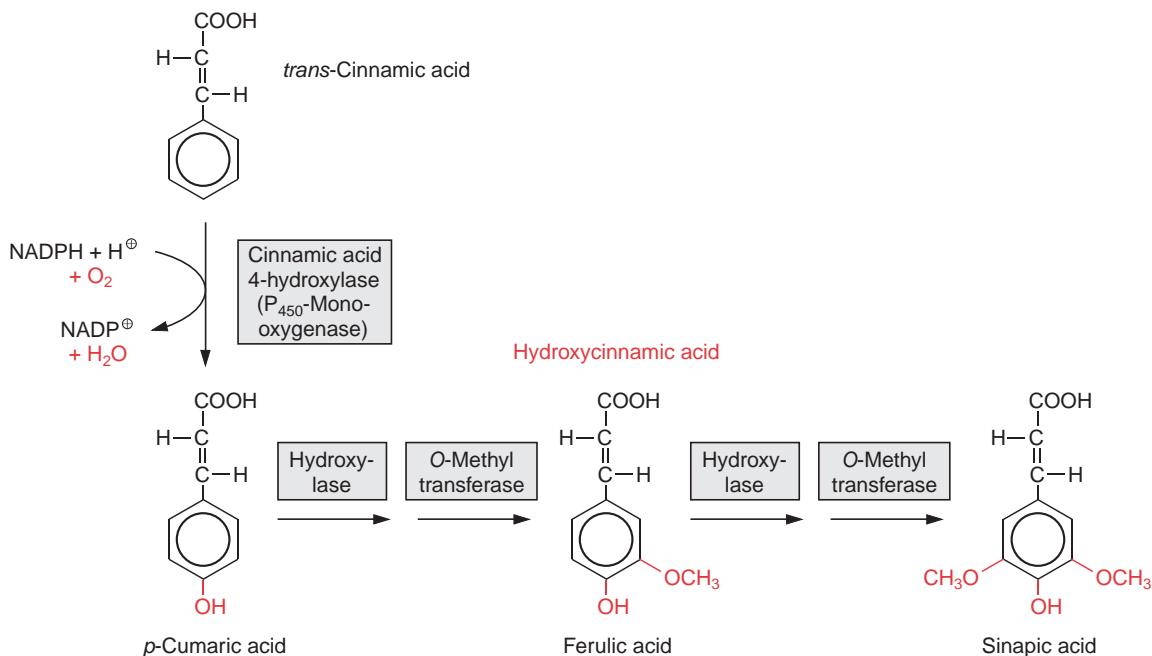 COOH
H C
C H
trans-Cinnamic acid
NADPH + H⊕
+ O₂
NADP⊕
+ H₂O
Cinnamic acid
4-hydroxylase
(P₄₅₀-Mono-
oxygenase)
Hydroxycinnamic acid
COOH
H C
C H
OH
p-Cumaric acid
Hydroxy-
lase
O-Methyl
transferase
COOH
H C
C H
OCH₃
OH
Ferulic acid
Hydroxy-
lase
O-Methyl
transferase
COOH
H C
C H
CH₃O OCH₃
OH
Sinapic acid